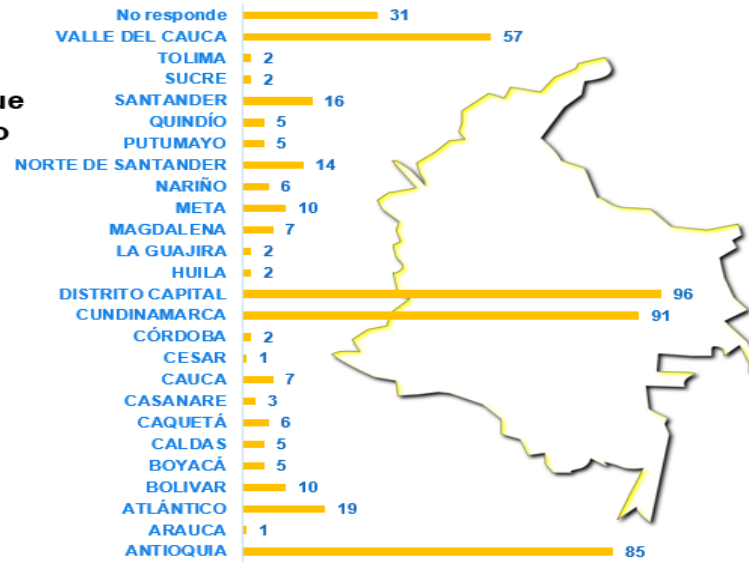 No responde 31
VALLE DEL CAUCA 57
TOLIMA 2
SUCRE 2
SANTANDER 16
QUINDÍO 5
PUTUMAYO 5
NORTE DE SANTANDER 14
NARIÑO 6
META 10
MAGDALENA 7
LA GUAJIRA 2
HUILA 2
DISTRITO CAPITAL 96
CUNDINAMARCA 91
CÓRDOBA 2
CESAR 1
CAUCA 7
CASANARE 3
CAQUETÁ 6
CALDAS 5
BOYACÁ 5
BOLIVAR 10
ATLÁNTICO 19
ARAUCA 1
ANTIOQUIA 85